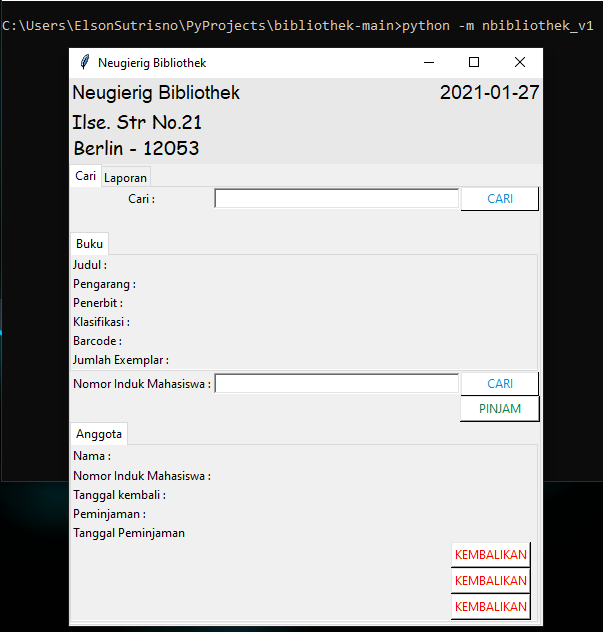 C:\Users\ElsonSutrisno\PyProjects\bibliothek-main>python -m nbibliothek_v1
Neugierig Bibliothek
Neugierig Bibliothek 2021-01-27
Ilse. Str No.21
Berlin - 12053
Cari Laporan
Cari : CARI
Buku
Judul :
Pengarang :
Penerbit :
Klasifikasi :
Barcode :
Jumlah Exemplar :
Nomor Induk Mahasiswa : CARI
PINJAM
Anggota
Nama :
Nomor Induk Mahasiswa :
Tanggal kembali :
Peminjaman :
Tanggal Peminjaman
KEMBALIKAN
KEMBALIKAN
KEMBALIKAN